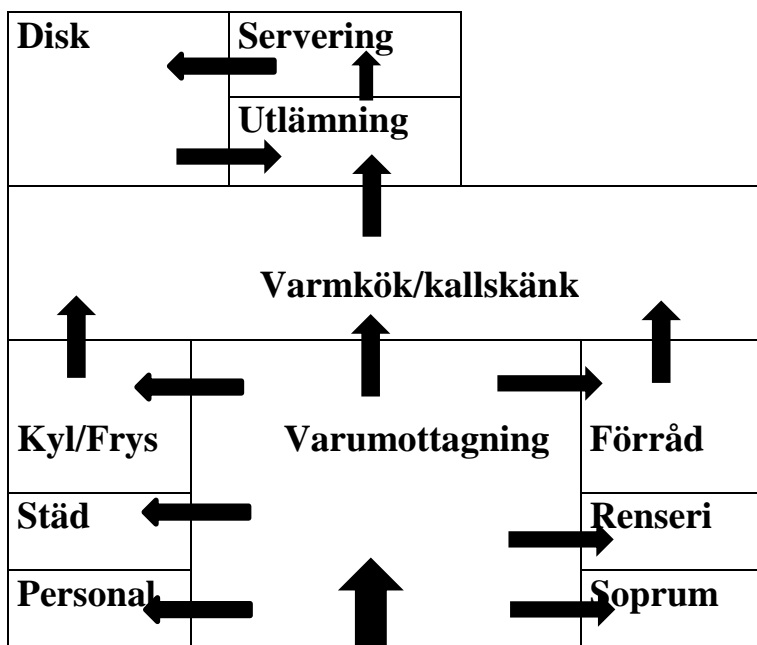 Disk
Servering
Utlämning
Varmkök/kallskänk
Kyl/Frys
Varumottagning
Förråd
Städ
Renseri
Personal
Soprum